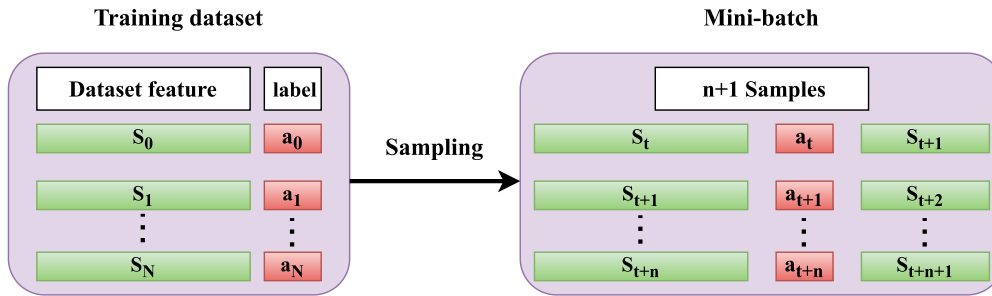 Training dataset
Mini-batch
Dataset feature
label
n+1 Samples
S0
a0
St
at
St+1
Sampling
S1
a1
St+1
at+1
St+2
SN
aN
St+n
at+n
St+n+1